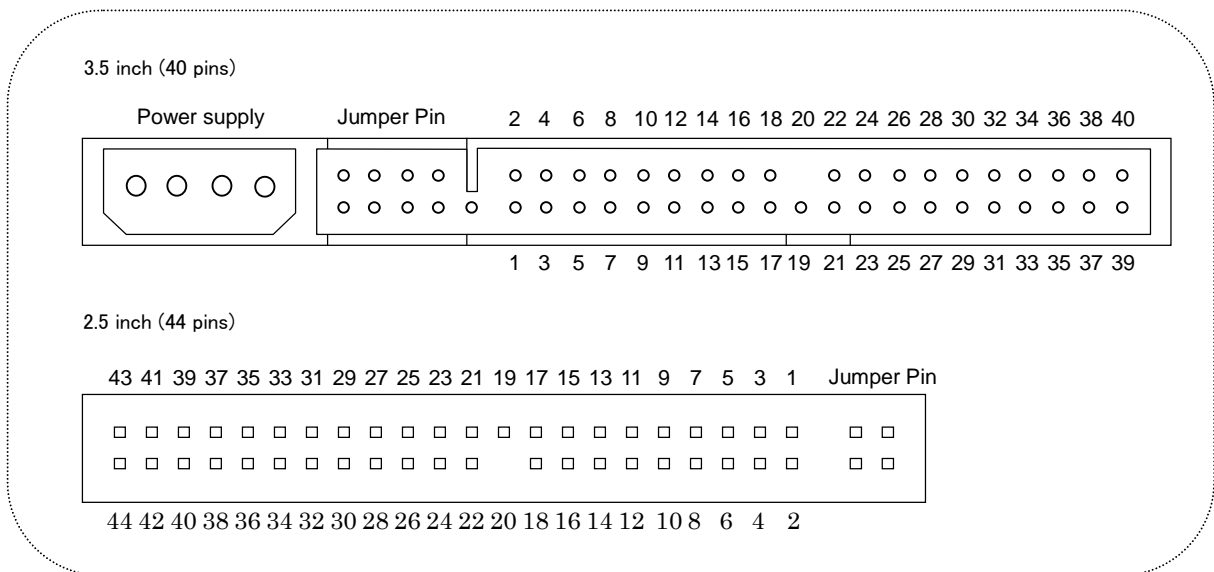 3.5 inch (40 pins)
Power supply Jumper Pin 2 4 6 8 10 12 14 16 18 20 22 24 26 28 30 32 34 36 38 40
1 3 5 7 9 11 13 15 17 19 21 23 25 27 29 31 33 35 37 39
2.5 inch (44 pins)
43 41 39 37 35 33 31 29 27 25 23 21 19 17 15 13 11 9 7 5 3 1 Jumper Pin
44 42 40 38 36 34 32 30 28 26 24 22 20 18 16 14 12 10 8 6 4 2